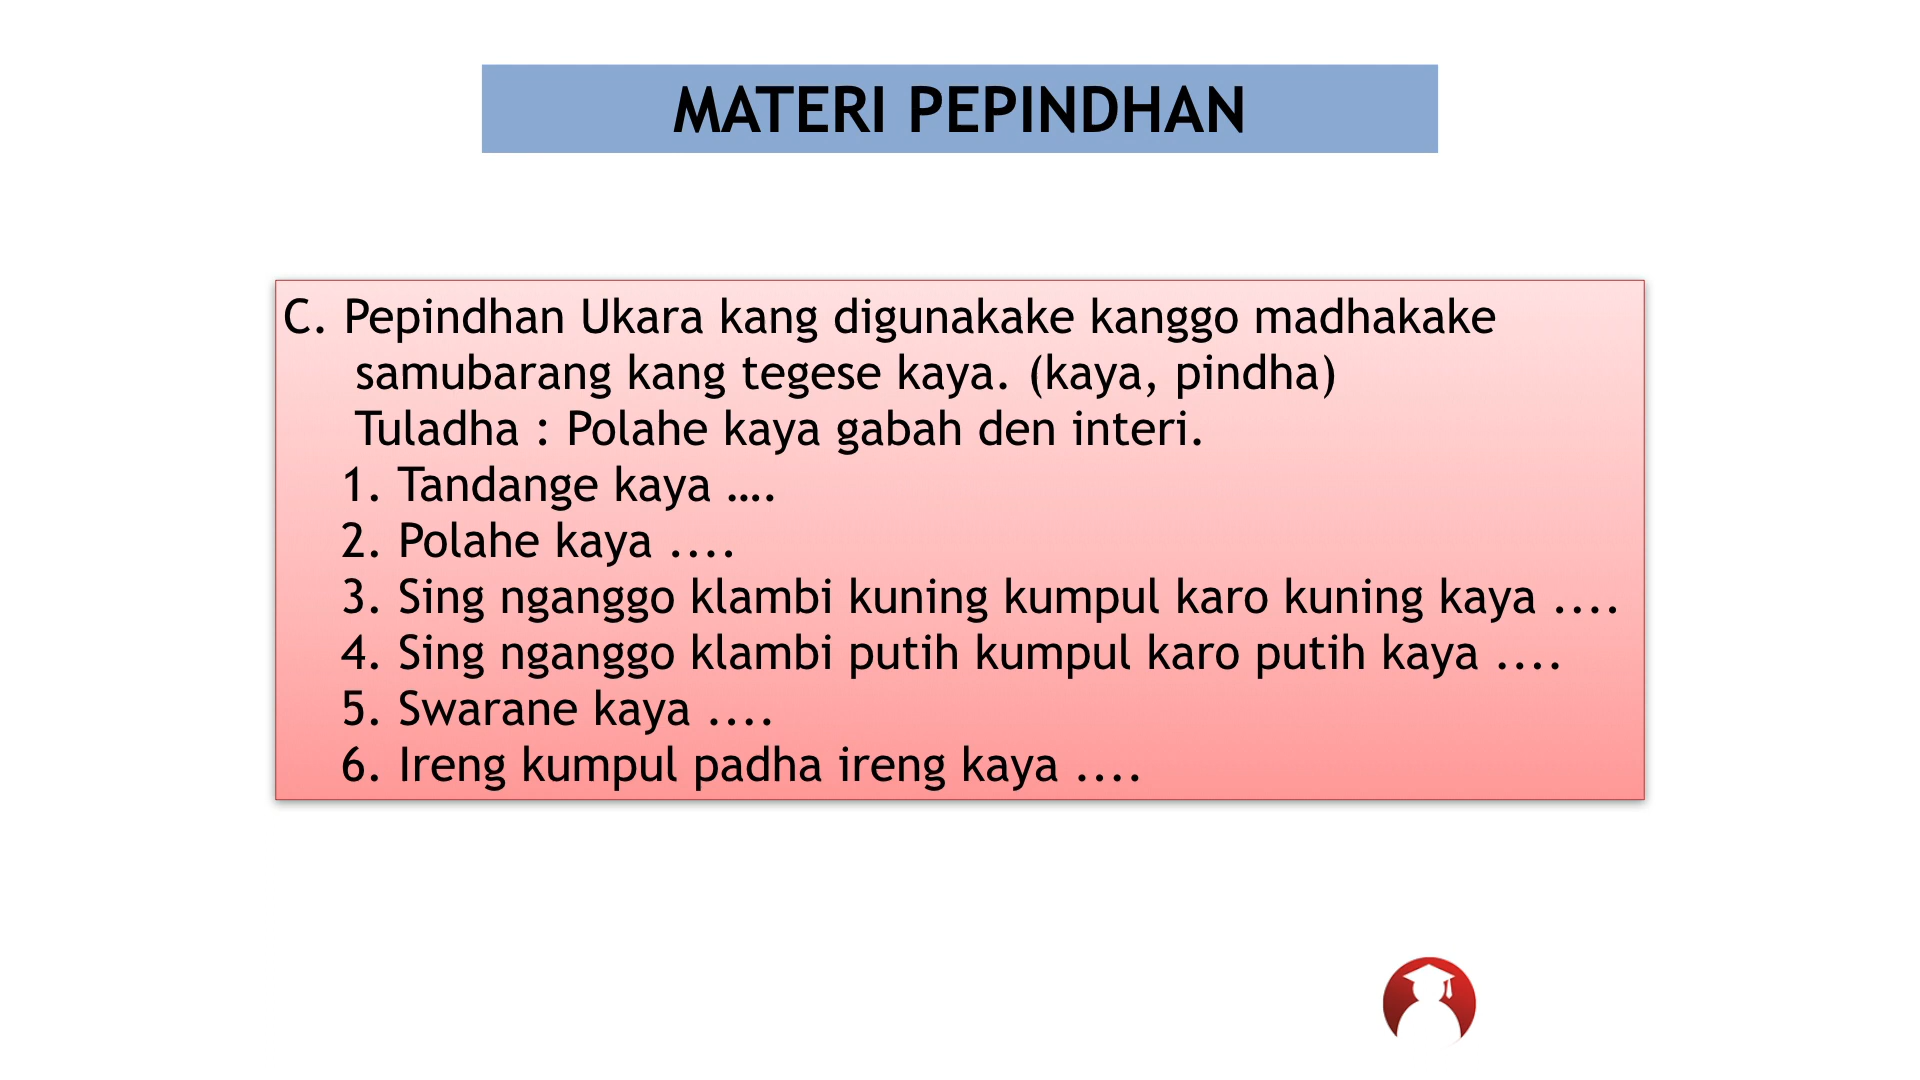 MATERI PEPINDHAN
C. Pepindhan Ukara kang digunakake kanggo madhakake
samubarang kang tegese kaya. (kaya, pindha)
Tuladha : Polahe kaya gabah den interi.
1. Tandange kaya ….
2. Polahe kaya ....
3. Sing nganggo klambi kuning kumpul karo kuning kaya ....
4. Sing nganggo klambi putih kumpul karo putih kaya ....
5. Swarane kaya ....
6. Ireng kumpul padha ireng kaya ....